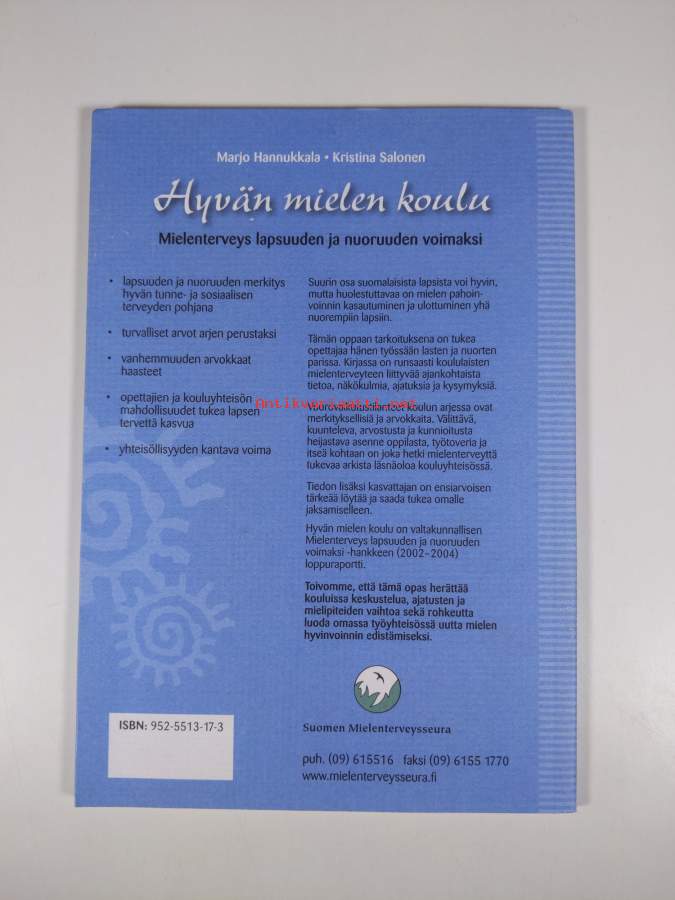 Marjo Hannukkala • Kristina Salonen
Hyvän mielen koulu
Mielenterveys lapsuuden ja nuoruuden voimaksi
• lapsuuden ja nuoruuden merkitys
hyvän tunne- ja sosiaalisen
terveyden pohjana
• turvalliset arvot arjen perustaksi
• vanhemmuuden arvokkaat
haasteet
• opettajien ja kouluyhteisön
mahdollisuudet tukea lapsen
tervettä kasvua
• yhteisöllisyyden kantava voima
Suurin osa suomalaisista lapsista voi hyvin,
mutta huolestuttavaa on mielen pahoin-
voinnin kasautuminen ja ulottuminen yhä
nuorempiin lapsiin.
Tämän oppaan tarkoituksena on tukea
opettajaa hänen työssään lasten ja nuorten
parissa. Kirjassa on runsaasti koululaisten
mielenterveyteen liittyvää ajankohtaista
tietoa, näkökulmia, ajatuksia ja kysymyksiä.
Antikvariaatti.net
Vuorovaikutustilanteet koulun arjessa ovat
merkityksellisiä ja arvokkaita. Välittävä,
kuunteleva, arvostusta ja kunnioitusta
heijastava asenne oppilasta, työtoveria ja
itseä kohtaan on joka hetki mielenterveyttä
tukevaa arkista läsnäoloa kouluyhteisössä.
Tiedon lisäksi kasvattajan on ensiarvoisen
tärkeää löytää ja saada tukea omalle
jaksamiselleen.
Hyvän mielen koulu on valtakunnallisen
Mielenterveys lapsuuden ja nuoruuden
voimaksi -hankkeen (2002–2004)
loppuraportti.
Toivomme, että tämä opas herättää
kouluissa keskustelua, ajatusten ja
mielipiteiden vaihtoa sekä rohkeutta
luoda omassa työyhteisössä uutta mielen
hyvinvoinnin edistämiseksi.
Suomen Mielenterveysseura
puh. (09) 615516 faksi (09) 6155 1770
www.mielenterveysseura.fi
ISBN: 952-5513-17-3